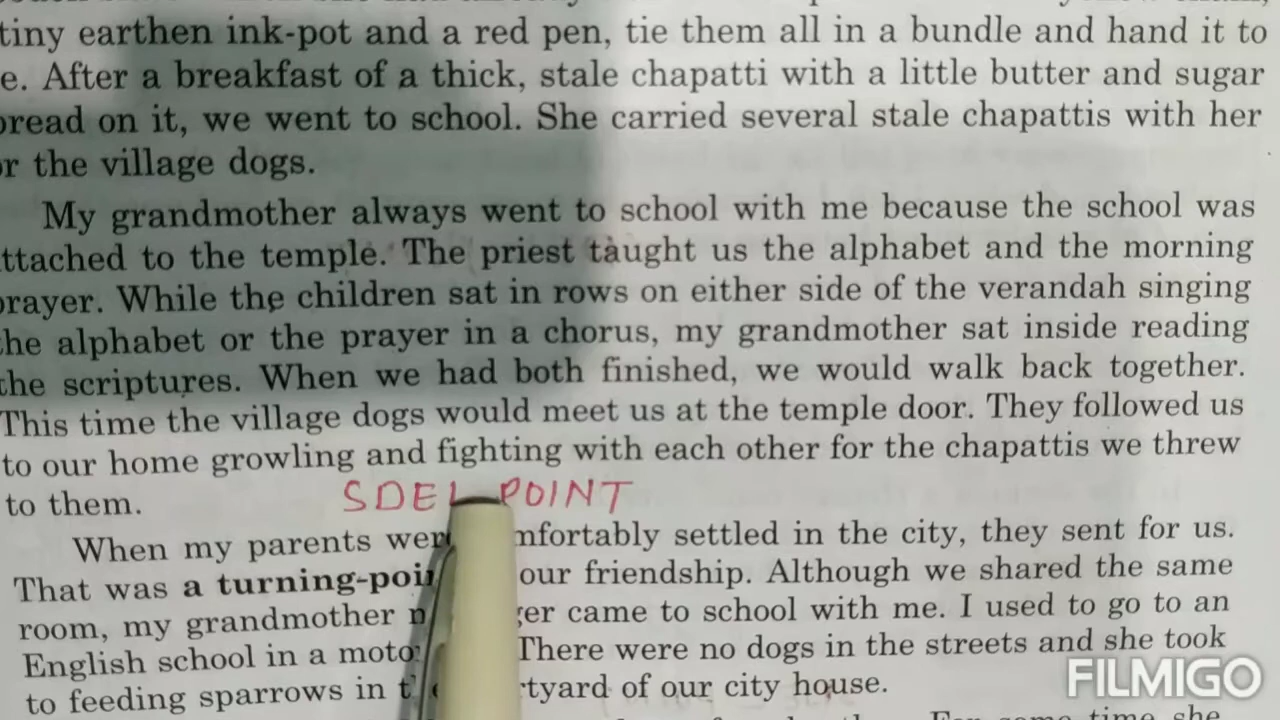 tiny earthen ink-pot and a red pen, tie them all in a bundle and hand it to
e. After a breakfast of a thick, stale chapatti with a little butter and sugar
pread on it, we went to school. She carried several stale chapattis with her
or the village dogs.
My grandmother always went to school with me because the school was
ttached to the temple. The priest taught us the alphabet and the morning
prayer. While the children sat in rows on either side of the verandah singing
the alphabet or the prayer in a chorus, my grandmother sat inside reading
the scriptures. When we had both finished, we would walk back together.
This time the village dogs would meet us at the temple door. They followed us
to our home growling and fighting with each other for the chapattis we threw
to them.
SDEL POINT
When my parents wer mfortably settled in the city, they sent for us.
That was a turning-poi our friendship. Although we shared the same
room, my grandmother n ger came to school with me. I used to go to an
English school in a moto There were no dogs in the streets and she took
to feeding sparrows in t rtyard of our city house.
FILMIGO